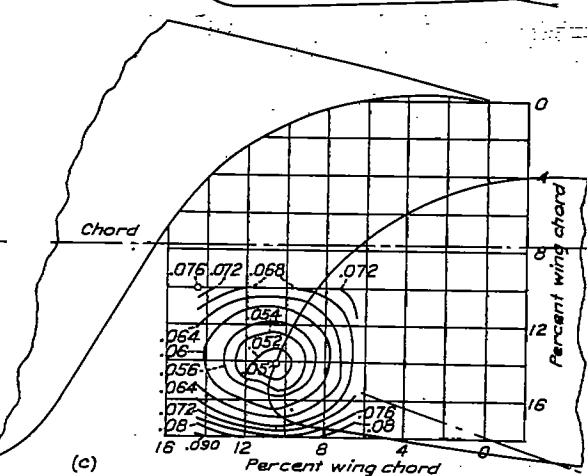 0
4
Chord
8
Percent wing chord
.076 .072 .068 .072
.054
12
.064
.052
.06
.051
.056
.064
.072
.076
16
.08
.08
16 .090 12 8 4 0
(c)
Percent wing chord